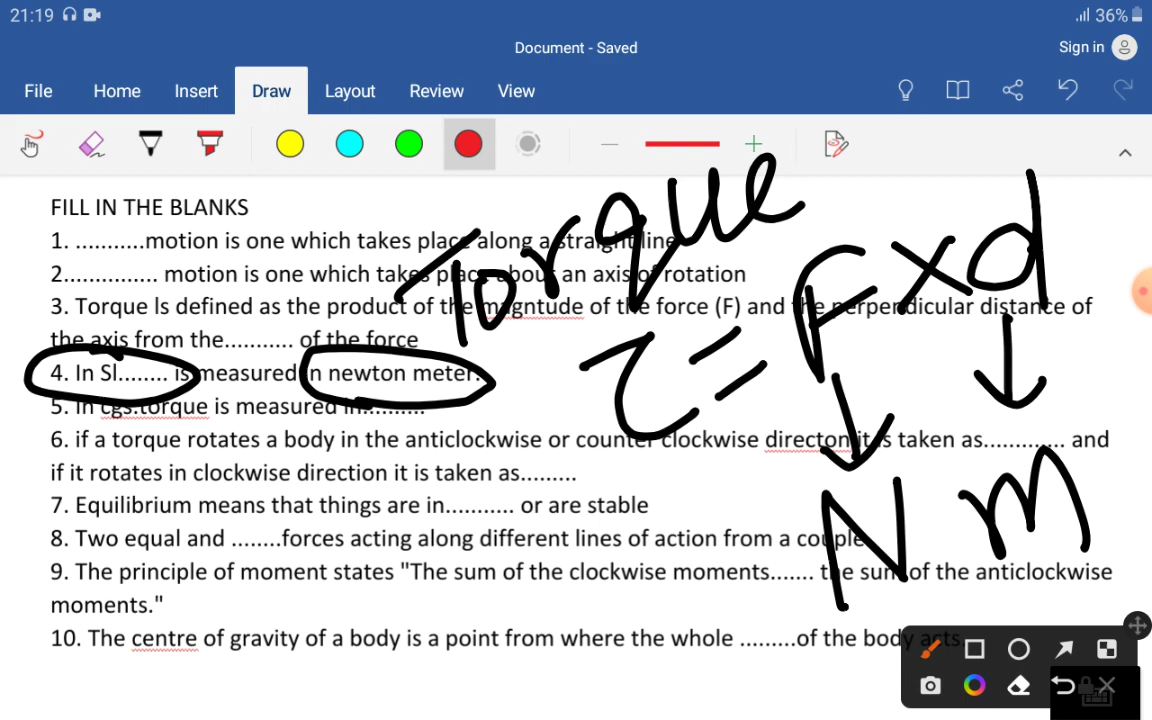 21:19
36%
Document - Saved
Sign in
File Home Insert Draw Layout Review View
FILL IN THE BLANKS
1. ...........motion is one which takes place along a straight line
2............... motion is one which takes place about an axis of rotation
3. Torque Is defined as the product of the magntude of the force (F) and the perpendicular distance of
the axis from the........... of the force
4. In SI........ is measured in newton meter.
5. In cgs.torque is measured in..........
6. if a torque rotates a body in the anticlockwise or counter clockwise directon it is taken as............. and
if it rotates in clockwise direction it is taken as.........
7. Equilibrium means that things are in........... or are stable
8. Two equal and ........forces acting along different lines of action from a couple
9. The principle of moment states "The sum of the clockwise moments....... the sum of the anticlockwise
moments."
10. The centre of gravity of a body is a point from where the whole .........of the body acts.
Torque
τ = F x d
N m